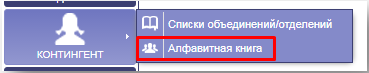 КОНТИНГЕНТ
Списки объединений/отделений
Алфавитная книга